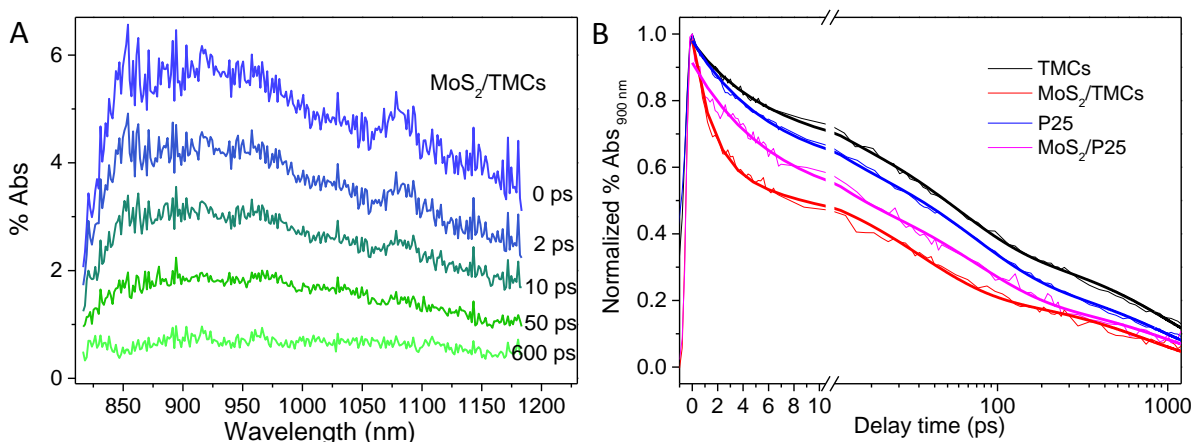 A
MoS2/TMCs
% Abs
6
4
2
0
0 ps
2 ps
10 ps
50 ps
600 ps
850 900 950 1000 1050 1100 1150 1200
Wavelength (nm)
B
Normalized % Abs900 nm
1.0
0.8
0.6
0.4
0.2
0.0
TMCs
MoS2/TMCs
P25
MoS2/P25
0 2 4 6 8 10 100 1000
Delay time (ps)